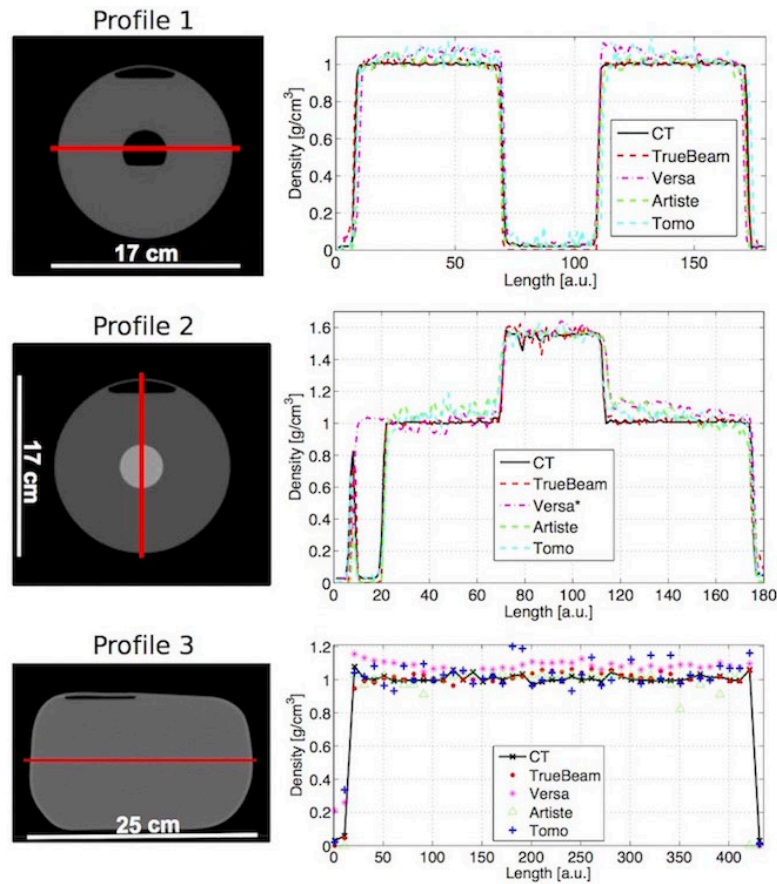 Profile 1
17 cm
Density [g/cm³]
1
0.8
0.6
0.4
0.2
0
0 50 100 150
Length [a.u.]
CT
TrueBeam
Versa
Artiste
Tomo
Profile 2
17 cm
Density [g/cm³]
1.6
1.4
1.2
1
0.8
0.6
0.4
0.2
0
0 20 40 60 80 100 120 140 160 180
Length [a.u.]
CT
TrueBeam
Versa*
Artiste
Tomo
Profile 3
25 cm
Density [g/cm³]
1.2
1
0.8
0.6
0.4
0.2
0
0 50 100 150 200 250 300 350 400
Length [a.u.]
CT
TrueBeam
Versa
Artiste
Tomo